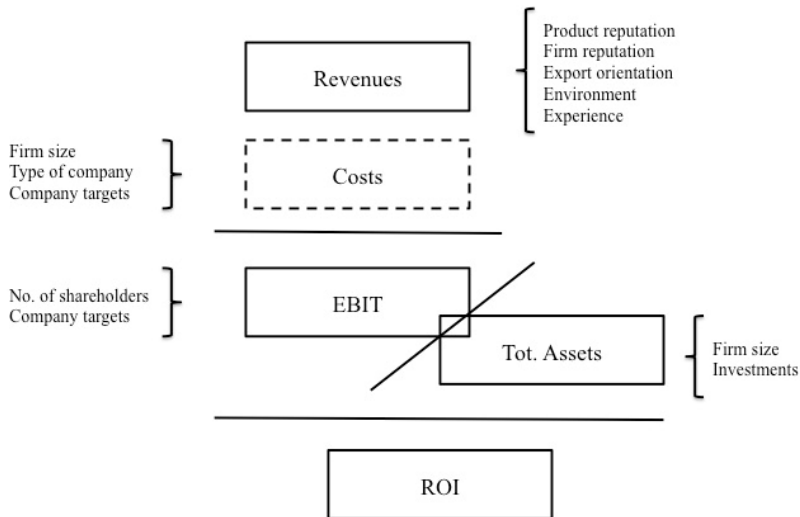 Product reputation
Firm reputation
Export orientation
Environment
Experience
Revenues
Firm size
Type of company
Company targets
Costs
No. of shareholders
Company targets
EBIT
Tot. Assets
Firm size
Investments
ROI